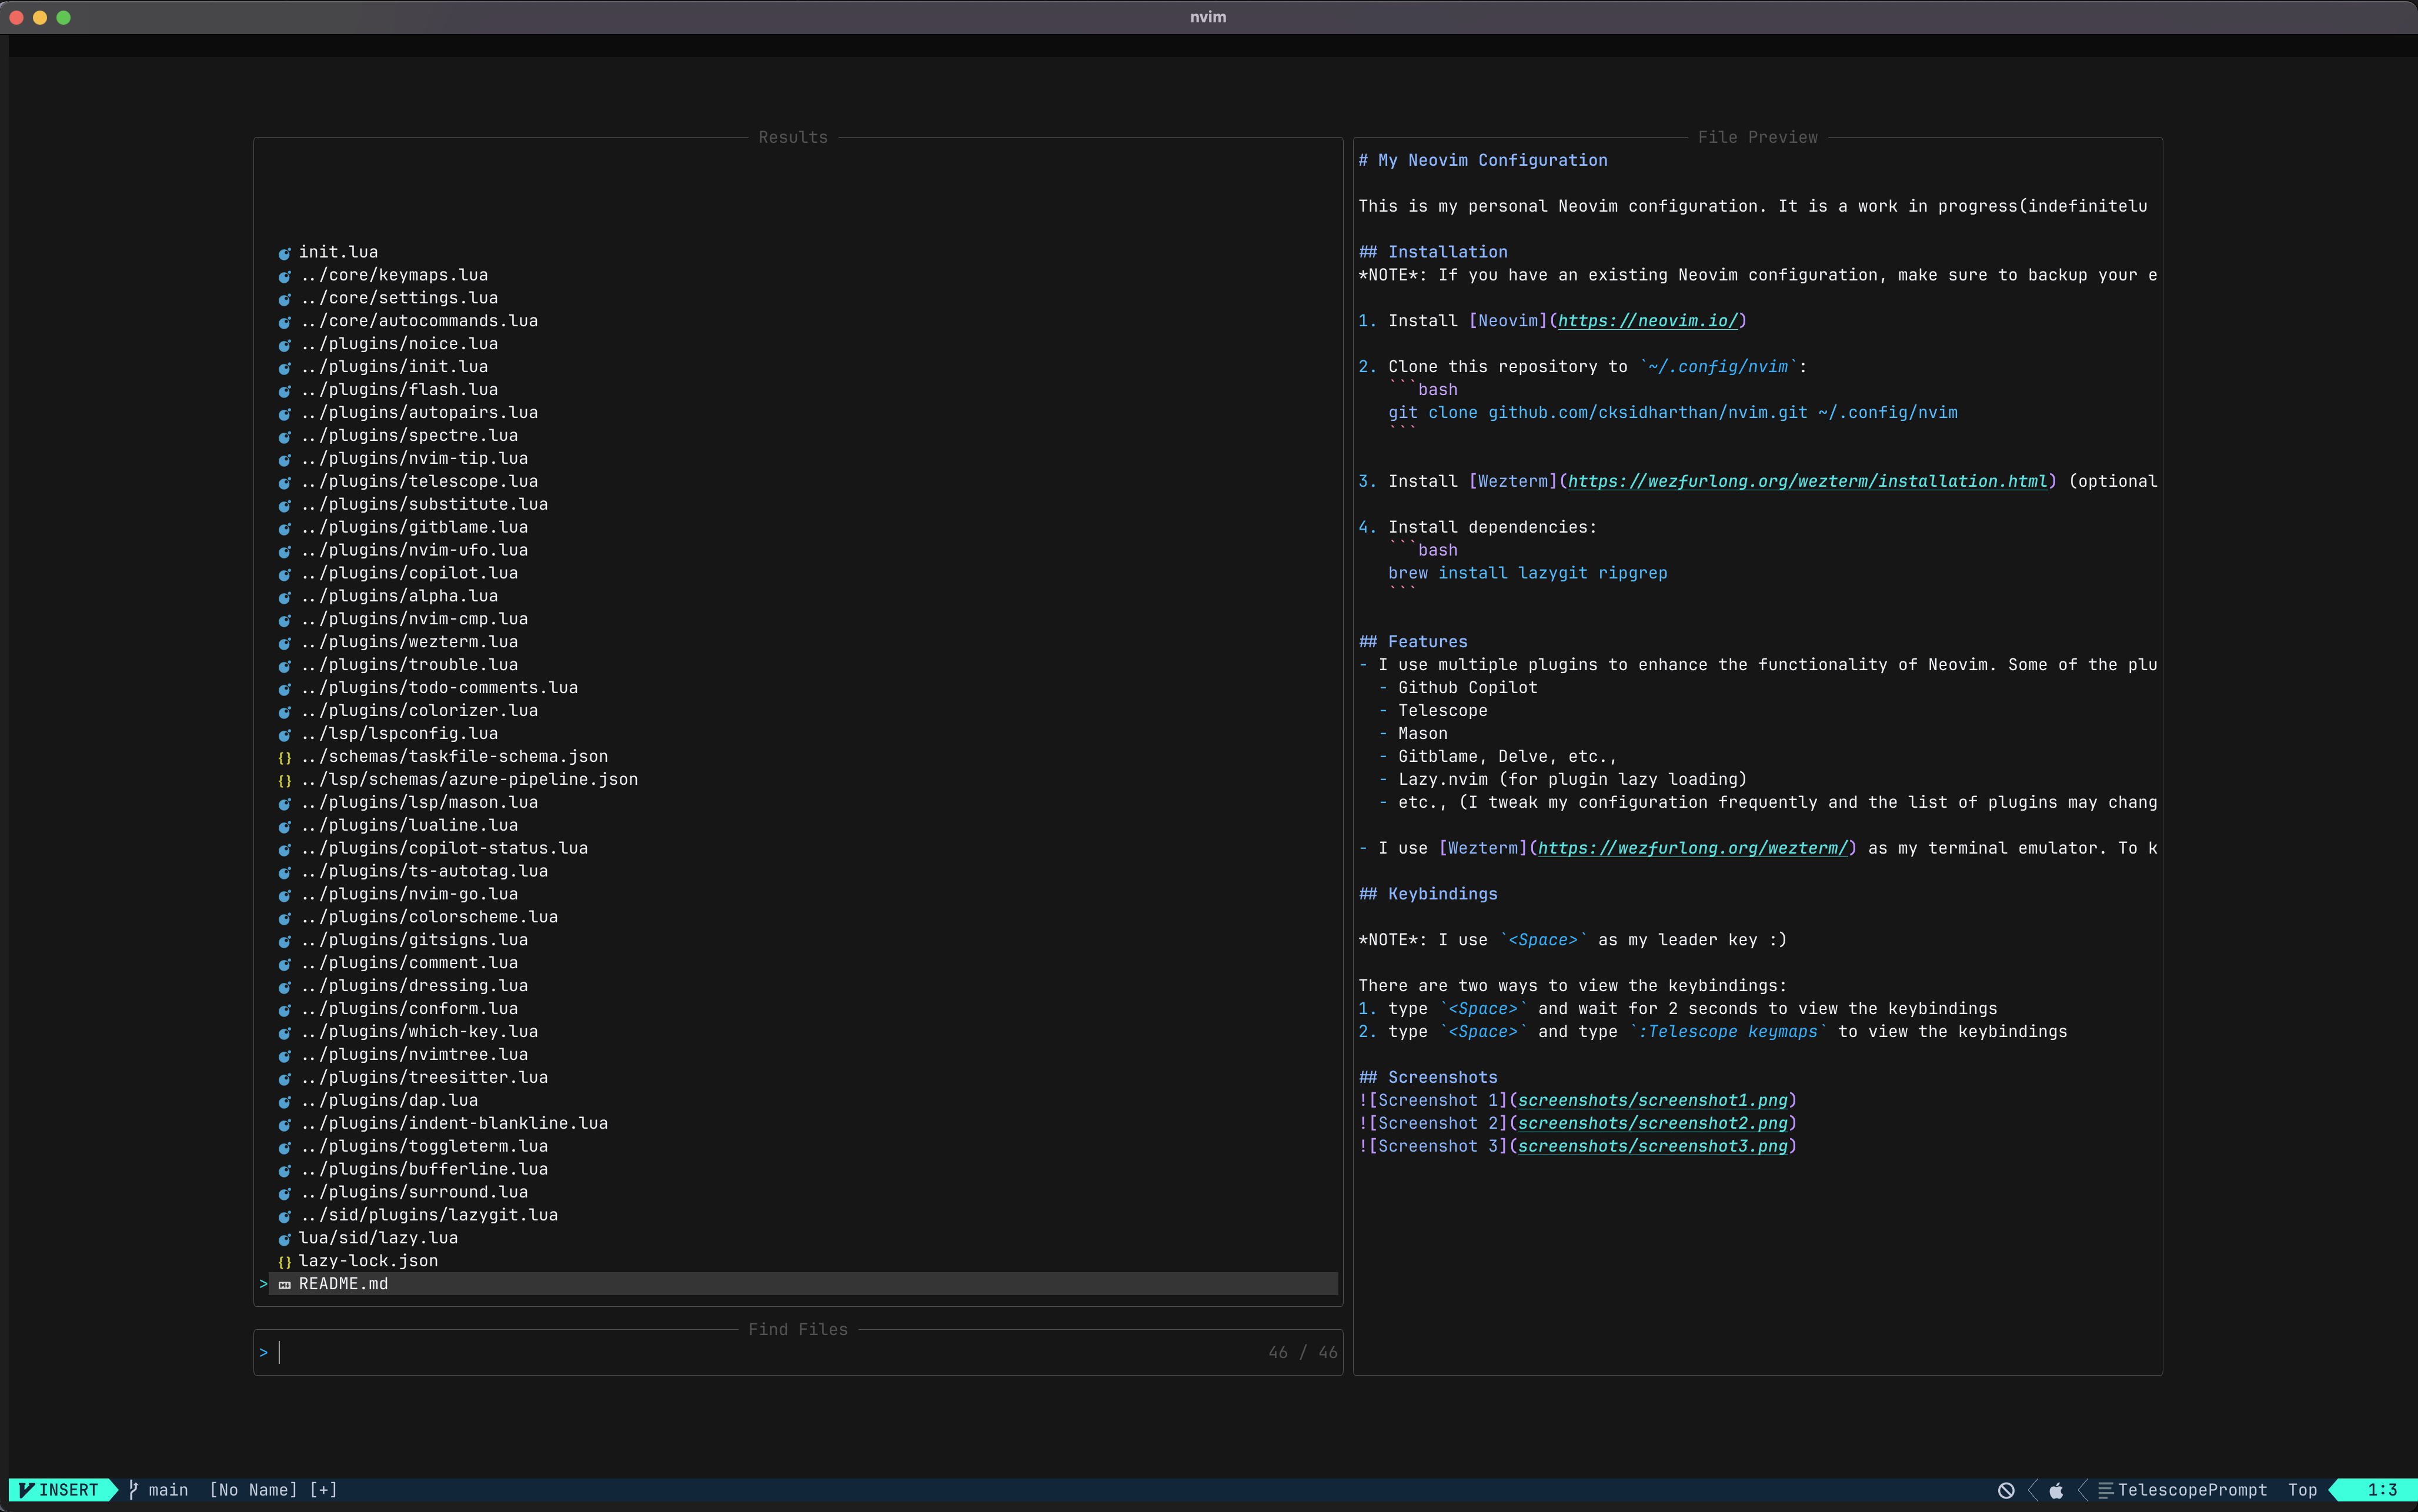 nvim
Results
init.lua
../core/keymaps.lua
../core/settings.lua
../core/autocommands.lua
../plugins/noice.lua
../plugins/init.lua
../plugins/flash.lua
../plugins/autopairs.lua
../plugins/spectre.lua
../plugins/nvim-tip.lua
../plugins/telescope.lua
../plugins/substitute.lua
../plugins/gitblame.lua
../plugins/nvim-ufo.lua
../plugins/copilot.lua
../plugins/alpha.lua
../plugins/nvim-cmp.lua
../plugins/wezterm.lua
../plugins/trouble.lua
../plugins/todo-comments.lua
../plugins/colorizer.lua
../lsp/lspconfig.lua
{} ../schemas/taskfile-schema.json
{} ../lsp/schemas/azure-pipeline.json
../plugins/lsp/mason.lua
../plugins/lualine.lua
../plugins/copilot-status.lua
../plugins/ts-autotag.lua
../plugins/nvim-go.lua
../plugins/colorscheme.lua
../plugins/gitsigns.lua
../plugins/comment.lua
../plugins/dressing.lua
../plugins/conform.lua
../plugins/which-key.lua
../plugins/nvimtree.lua
../plugins/treesitter.lua
../plugins/dap.lua
../plugins/indent-blankline.lua
../plugins/toggleterm.lua
../plugins/bufferline.lua
../plugins/surround.lua
../sid/plugins/lazygit.lua
lua/sid/lazy.lua
{} lazy-lock.json
> README.md
Find Files
> 46 / 46
File Preview
# My Neovim Configuration
This is my personal Neovim configuration. It is a work in progress(indefinitelu
## Installation
*NOTE*: If you have an existing Neovim configuration, make sure to backup your e
1. Install [Neovim](https://neovim.io/)
2. Clone this repository to `~/.config/nvim`:
```bash
git clone github.com/cksidharthan/nvim.git ~/.config/nvim
```
3. Install [Wezterm](https://wezfurlong.org/wezterm/installation.html) (optional
4. Install dependencies:
```bash
brew install lazygit ripgrep
```
## Features
- I use multiple plugins to enhance the functionality of Neovim. Some of the plu
- Github Copilot
- Telescope
- Mason
- Gitblame, Delve, etc.,
- Lazy.nvim (for plugin lazy loading)
- etc., (I tweak my configuration frequently and the list of plugins may chang
- I use [Wezterm](https://wezfurlong.org/wezterm/) as my terminal emulator. To k
## Keybindings
*NOTE*: I use `<Space>` as my leader key :)
There are two ways to view the keybindings:
1. type `<Space>` and wait for 2 seconds to view the keybindings
2. type `<Space>` and type `:Telescope keymaps` to view the keybindings
## Screenshots
![Screenshot 1](screenshots/screenshot1.png)
![Screenshot 2](screenshots/screenshot2.png)
![Screenshot 3](screenshots/screenshot3.png)
INSERT main [No Name] [+] TelescopePrompt Top 1:3